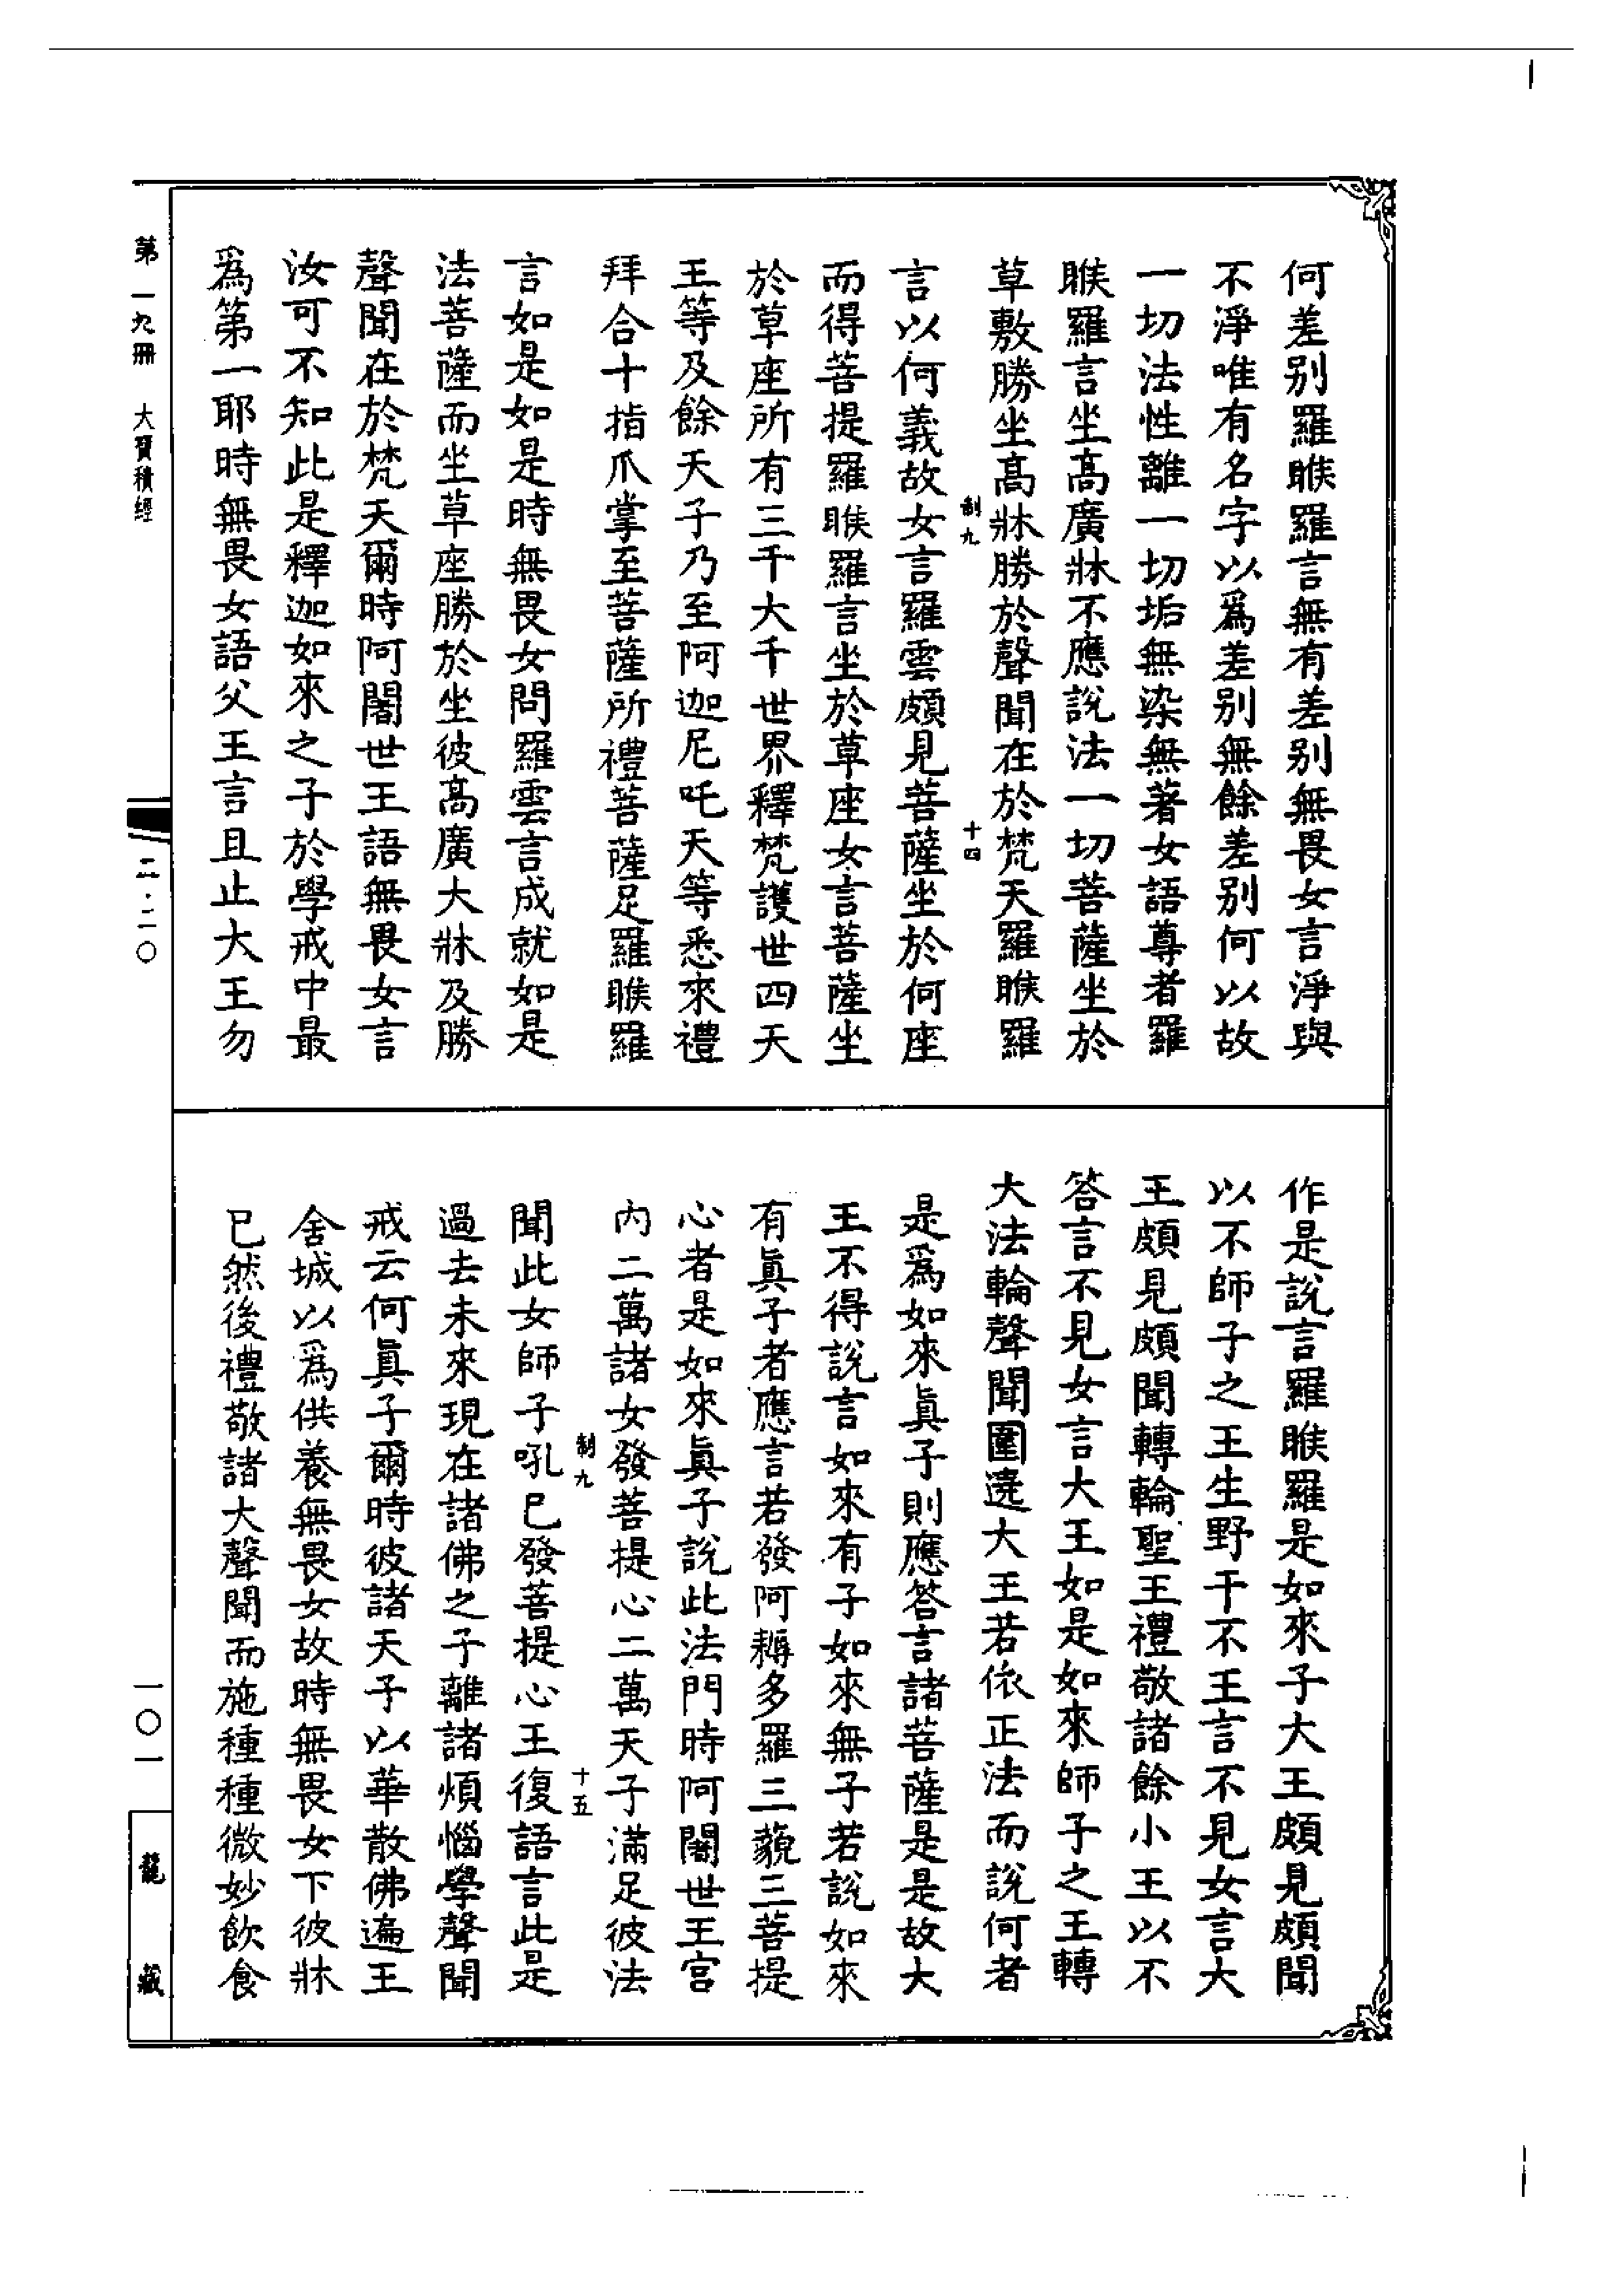 何差别羅睺羅言無有差别無畏女言淨與
不淨唯有名字以爲差别無餘差别何以故
一切法性離一切垢無染無著女語尊者羅
睺羅言坐高廣牀不應說法一切菩薩坐於
草敷勝坐高牀勝於聲聞在於梵天羅睺羅
制九 十四
言以何義故女言羅雲頗見菩薩坐於何座
而得菩提羅睺羅言坐於草座女言菩薩坐
於草座所有三千大千世界釋梵護世四天
王等及餘天子乃至阿迦尼吒天等悉來禮
拜合十指爪掌至菩薩所禮菩薩足羅睺羅
言如是如是時無畏女問羅雲言成就如是
法菩薩而坐草座勝於坐彼高廣大牀及勝
聲聞在於梵天爾時阿闍世王語無畏女言
汝可不知此是釋迦如來之子於學戒中最
爲第一耶時無畏女語父王言且止大王勿
作是說言羅睺羅是如來子大王頗見頗聞
以不師子之王生野干不王言不見女言大
王頗見頗聞轉輪聖王禮敬諸餘小王以不
答言不見女言大王如是如來師子之王轉
大法輪聲聞圍遶大王若依正法而說何者
是爲如來眞子則應答言諸菩薩是是故大
王不得說言如來有子如來無子若說如來
有眞子者應言若發阿耨多羅三藐三菩提
心者是如來眞子說此法門時阿闍世王宮
內二萬諸女發菩提心二萬天子滿足彼法
制九 十五
聞此女師子吼已發菩提心王復語言此是
過去未來現在諸佛之子離諸煩惱學聲聞
戒云何眞子爾時彼諸天子以華散佛遍王
舍城以爲供養無畏女故時無畏女下彼牀
已然後禮敬諸大聲聞而施種種微妙飲食
第一九冊 大寶積經
二·二〇
一〇一
龍藏